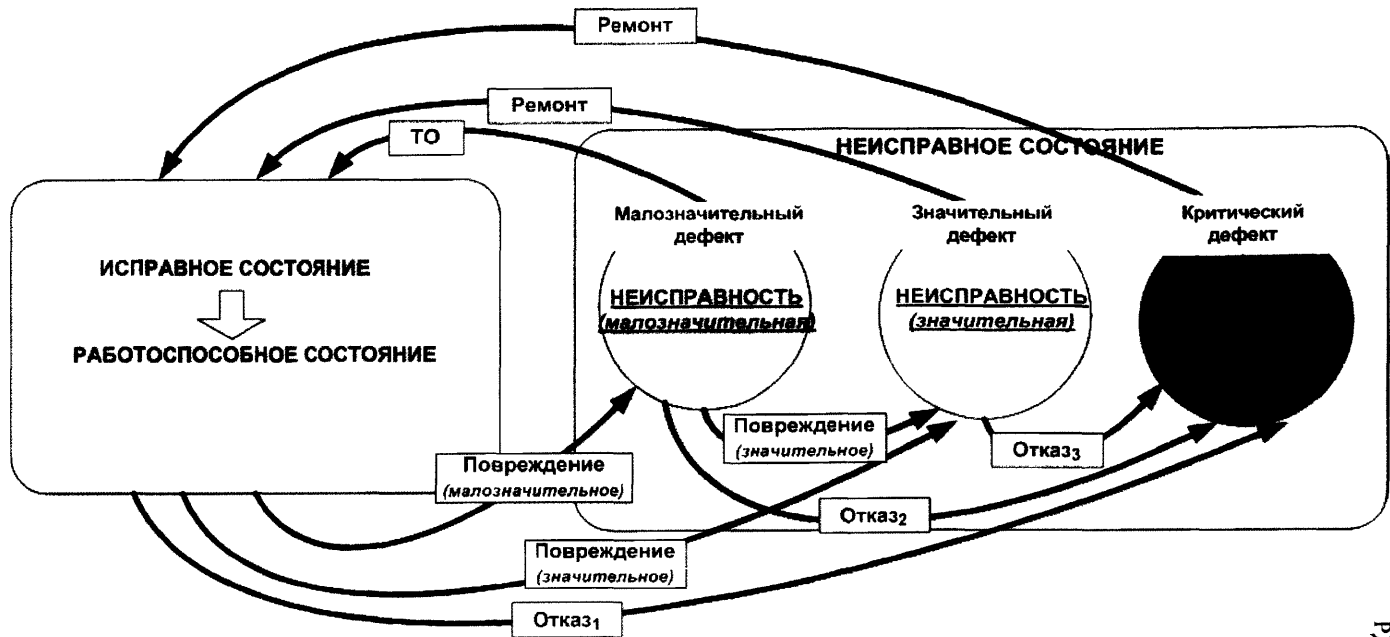 Ремонт
Ремонт
ТО
НЕИСПРАВНОЕ СОСТОЯНИЕ
Малозначительный
дефект
Значительный
дефект
Критический
дефект
ИСПРАВНОЕ СОСТОЯНИЕ
РАБОТОСПОСОБНОЕ СОСТОЯНИЕ
НЕИСПРАВНОСТЬ
(малозначительная)
НЕИСПРАВНОСТЬ
(значительная)
Повреждение
(значительное)
Отказ3
Повреждение
(малозначительное)
Отказ2
Повреждение
(значительное)
Отказ1